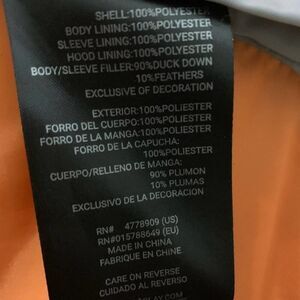 SHELL:100%POLYESTER
BODY LINING:100%POLYESTER
SLEEVE LINING:100%POLYESTER
HOOD LINING:100%POLYESTER
BODY/SLEEVE FILLER:90%DUCK DOWN
10%FEATHERS
EXCLUSIVE OF DECORATION
EXTERIOR:100%POLIESTER
FORRO DEL CUERPO:100%POLIESTER
FORRO DE LA MANGA:100%POLIESTER
FORRO DE LA CAPUCHA:
100%POLIESTER
CUERPO/RELLENO DE MANGA:
90% PLUMON
10% PLUMAS
EXCLUSIVO DE LA DECORACION
RN# 4778909 (US)
RN#015788649 (EU)
MADE IN CHINA
FABRIQUE EN CHINE
CARE ON REVERSE
CUIDADO AL REVERSO